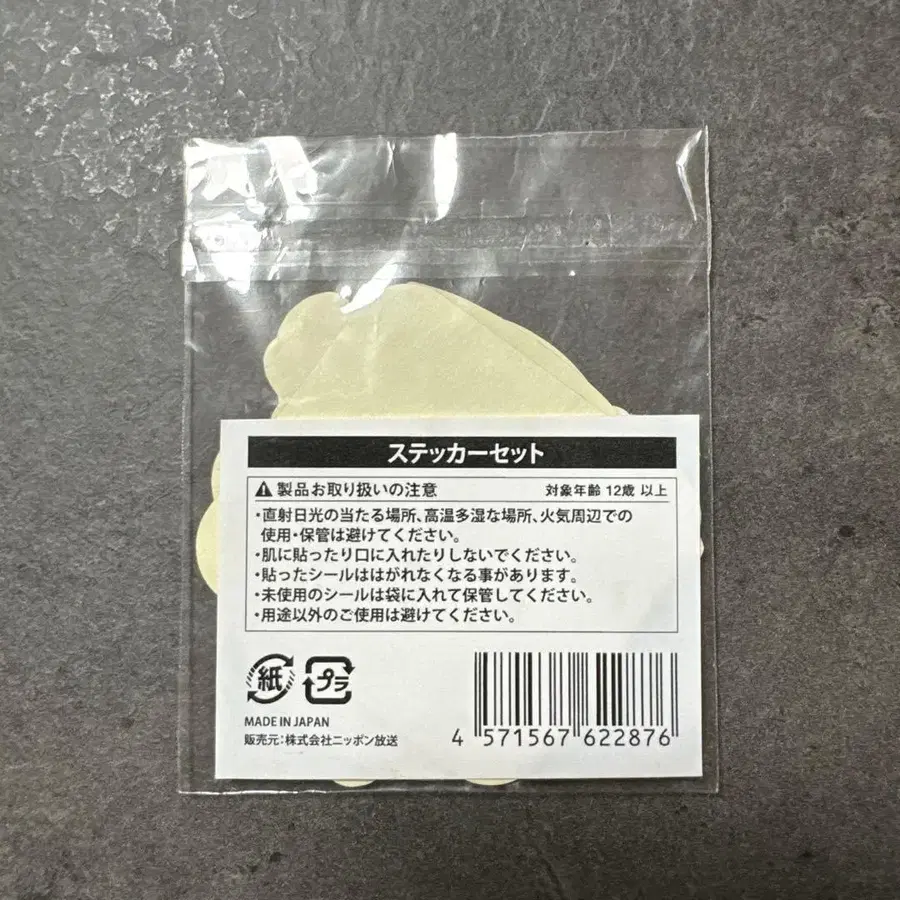 ステッカーセット
⚠製品お取り扱いの注意 対象年齢 12歳 以上
・直射日光の当たる場所、高温多湿な場所、火気周辺での
使用・保管は避けてください。
・肌に貼ったり口に入れたりしないでください。
・貼ったシールははがれなくなる事があります。
・未使用のシールは袋に入れて保管してください。
・用途以外のご使用は避けてください。
紙 プラ
MADE IN JAPAN
販売元:株式会社ニッポン放送
4 571567 622876